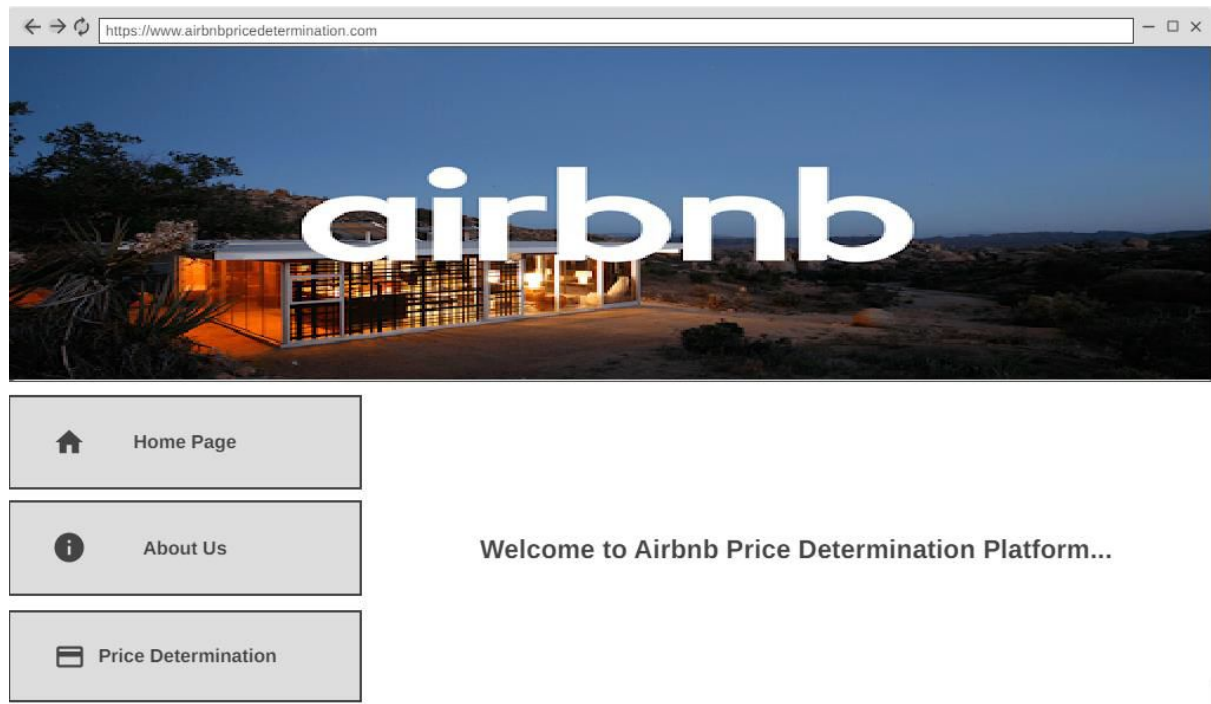 https://www.airbnbpricedetermination.com
airbnb
Home Page
About Us
Welcome to Airbnb Price Determination Platform...
Price Determination